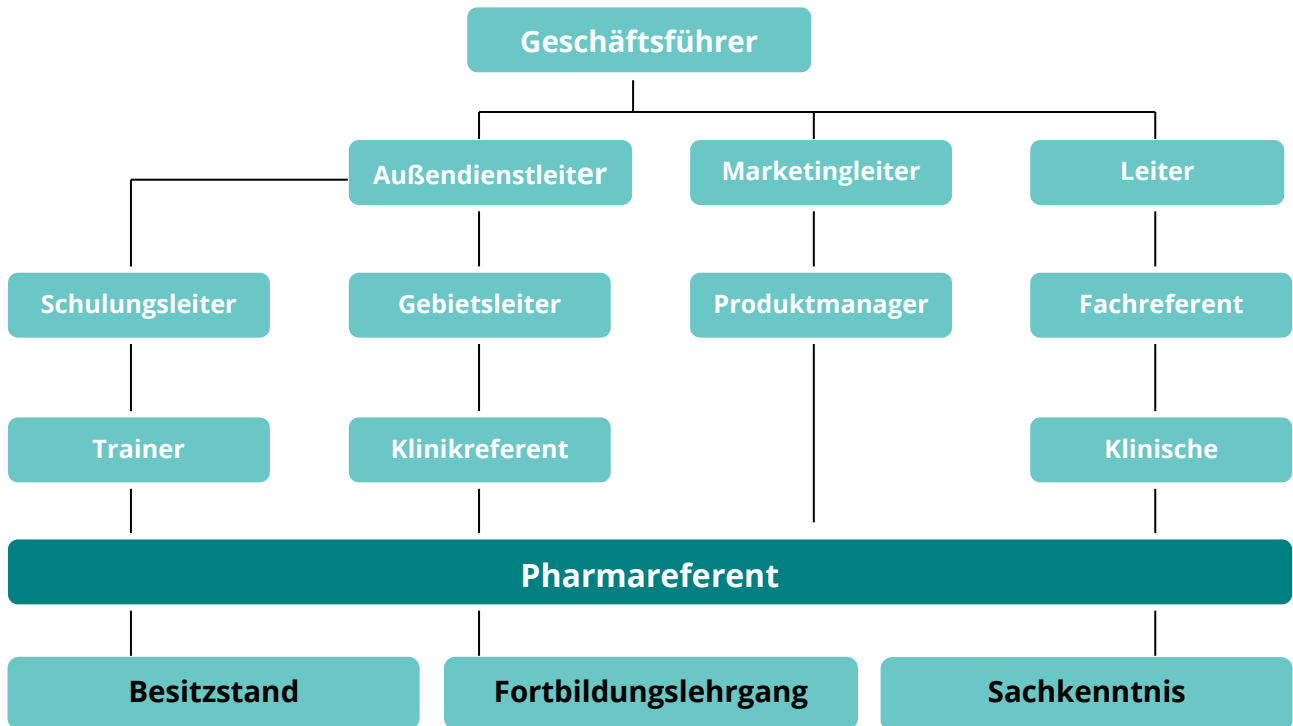 Geschäftsführer
Außendienstleiter
Marketingleiter
Leiter
Schulungsleiter
Gebietsleiter
Produktmanager
Fachreferent
Trainer
Klinikreferent
Klinische
Pharmareferent
Besitzstand
Fortbildungslehrgang
Sachkenntnis